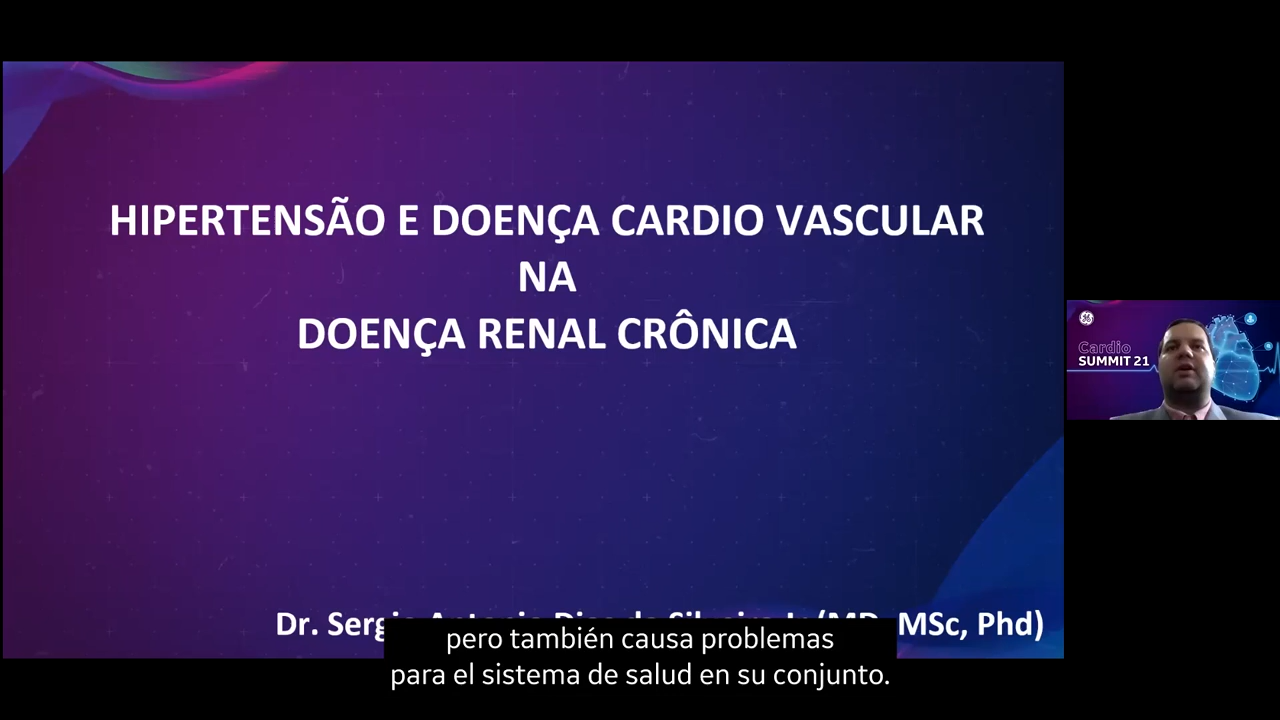 HIPERTENSÃO E DOENÇA CARDIO VASCULAR
NA
DOENÇA RENAL CRÔNICA
Cardio
SUMMIT 21
Dr. MSc, Phd)
pero también causa problemas
para el sistema de salud en su conjunto.